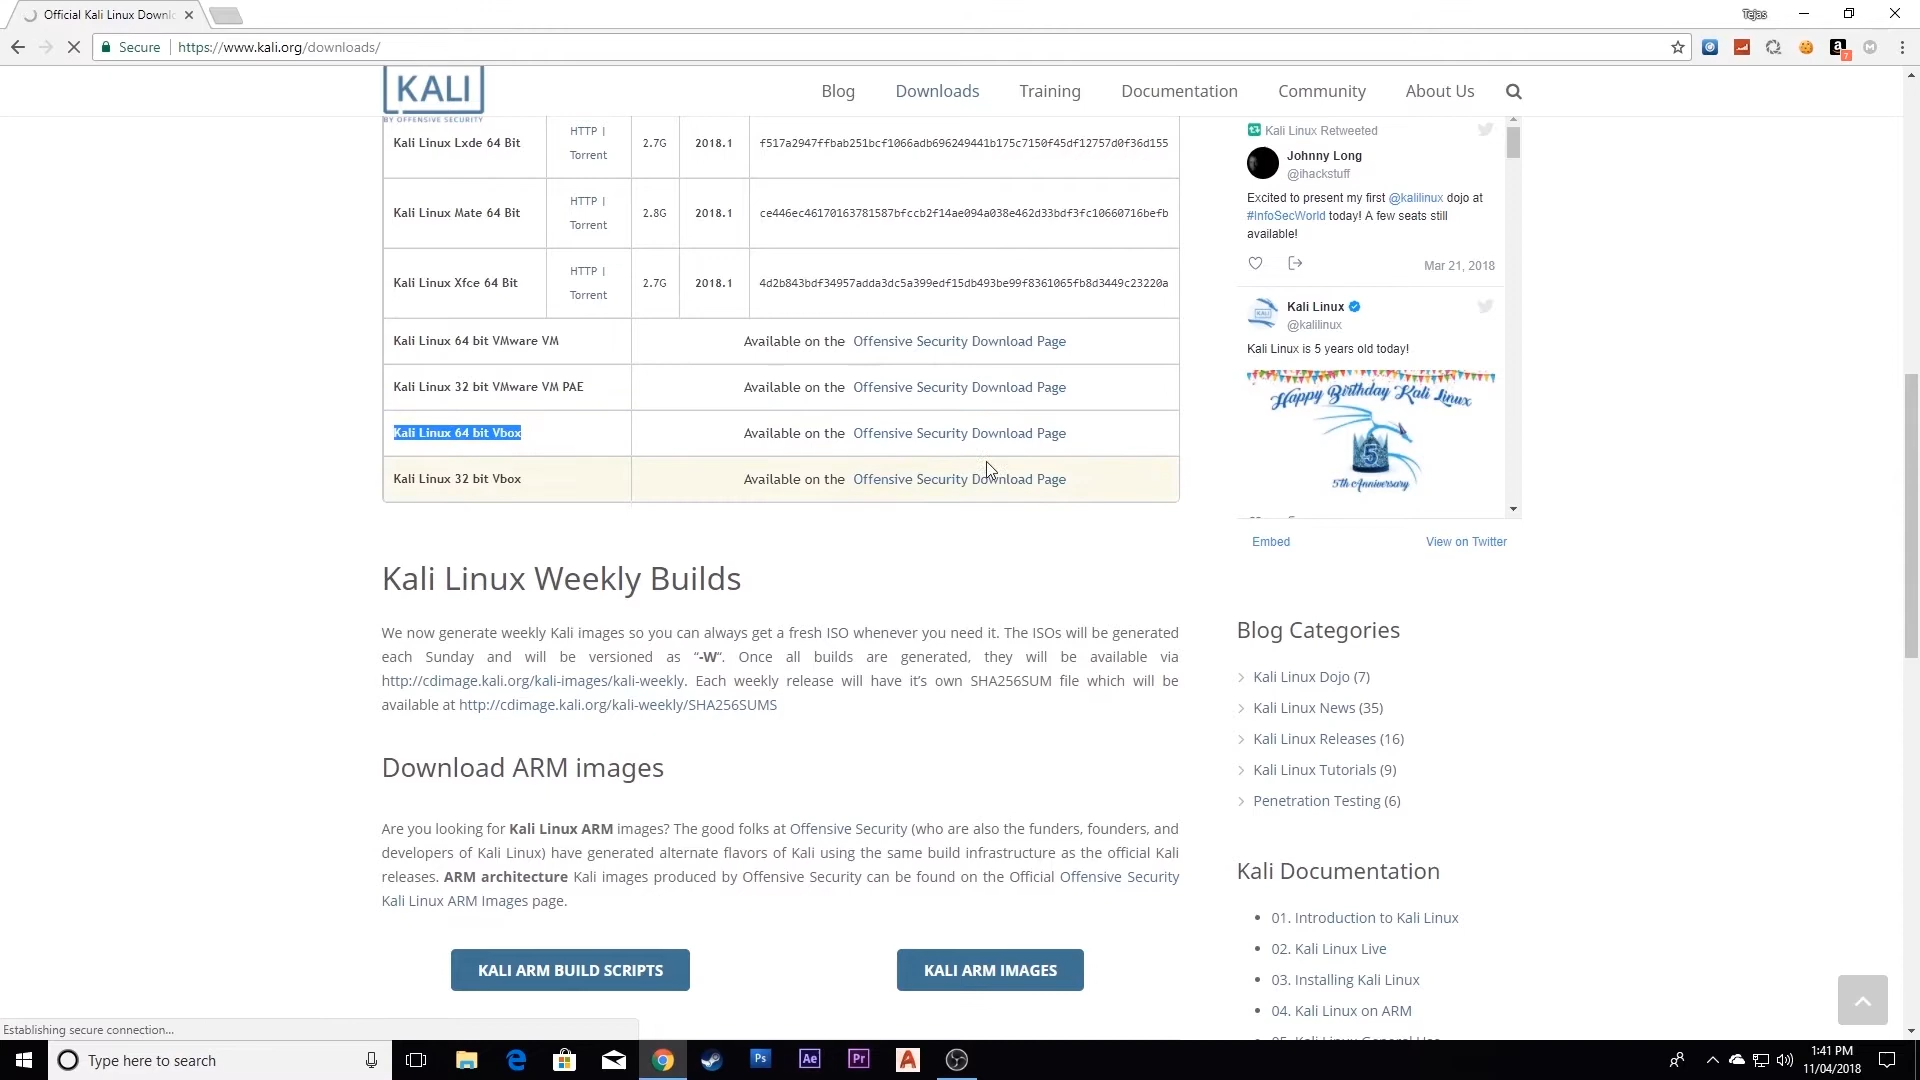 Official Kali Linux Downl
Tejas
Secure
https://www.kali.org/downloads/
7
KALI
BY OFFENSIVE SECURITY
Blog
Downloads
Training
Documentation
Community
About Us
Kali Linux Lxde 64 Bit
HTTP |
Torrent
2.7G
2018.1
f517a2947ffbab251bcf1066adb696249441b175c7150f45df12757d0f36d155
Kali Linux Mate 64 Bit
HTTP |
Torrent
2.8G
2018.1
ce446ec46170163781587bfccb2f14ae094a038e462d33bdf3fc10660716befb
Kali Linux Xfce 64 Bit
HTTP |
Torrent
2.7G
2018.1
4d2b843bdf34957adda3dc5a399edf15db493be99f8361065fb8d3449c23220a
Kali Linux 64 bit VMware VM
Available on the Offensive Security Download Page
Kali Linux 32 bit VMware VM PAE
Available on the Offensive Security Download Page
Kali Linux 64 bit Vbox
Available on the Offensive Security Download Page
Kali Linux 32 bit Vbox
Available on the Offensive Security Download Page
Kali Linux Weekly Builds
We now generate weekly Kali images so you can always get a fresh ISO whenever you need it. The ISOs will be generated
each Sunday and will be versioned as “-W“. Once all builds are generated, they will be available via
http://cdimage.kali.org/kali-images/kali-weekly. Each weekly release will have it’s own SHA256SUM file which will be
available at http://cdimage.kali.org/kali-weekly/SHA256SUMS
Download ARM images
Are you looking for Kali Linux ARM images? The good folks at Offensive Security (who are also the funders, founders, and
developers of Kali Linux) have generated alternate flavors of Kali using the same build infrastructure as the official Kali
releases. ARM architecture Kali images produced by Offensive Security can be found on the Official Offensive Security
Kali Linux ARM Images page.
KALI ARM BUILD SCRIPTS
KALI ARM IMAGES
Kali Linux Retweeted
Johnny Long
@ihackstuff
Excited to present my first @kalilinux dojo at
#InfoSecWorld today! A few seats still
available!
Mar 21, 2018
Kali Linux
@kalilinux
Kali Linux is 5 years old today!
Happy Birthday Kali Linux
5
5th Anniversary
Embed
View on Twitter
Blog Categories
Kali Linux Dojo (7)
Kali Linux News (35)
Kali Linux Releases (16)
Kali Linux Tutorials (9)
Penetration Testing (6)
Kali Documentation
01. Introduction to Kali Linux
02. Kali Linux Live
03. Installing Kali Linux
04. Kali Linux on ARM
05. Kali Linux General Use
Establishing secure connection...
Type here to search
Ps
Ae
Pr
1:41 PM
11/04/2018